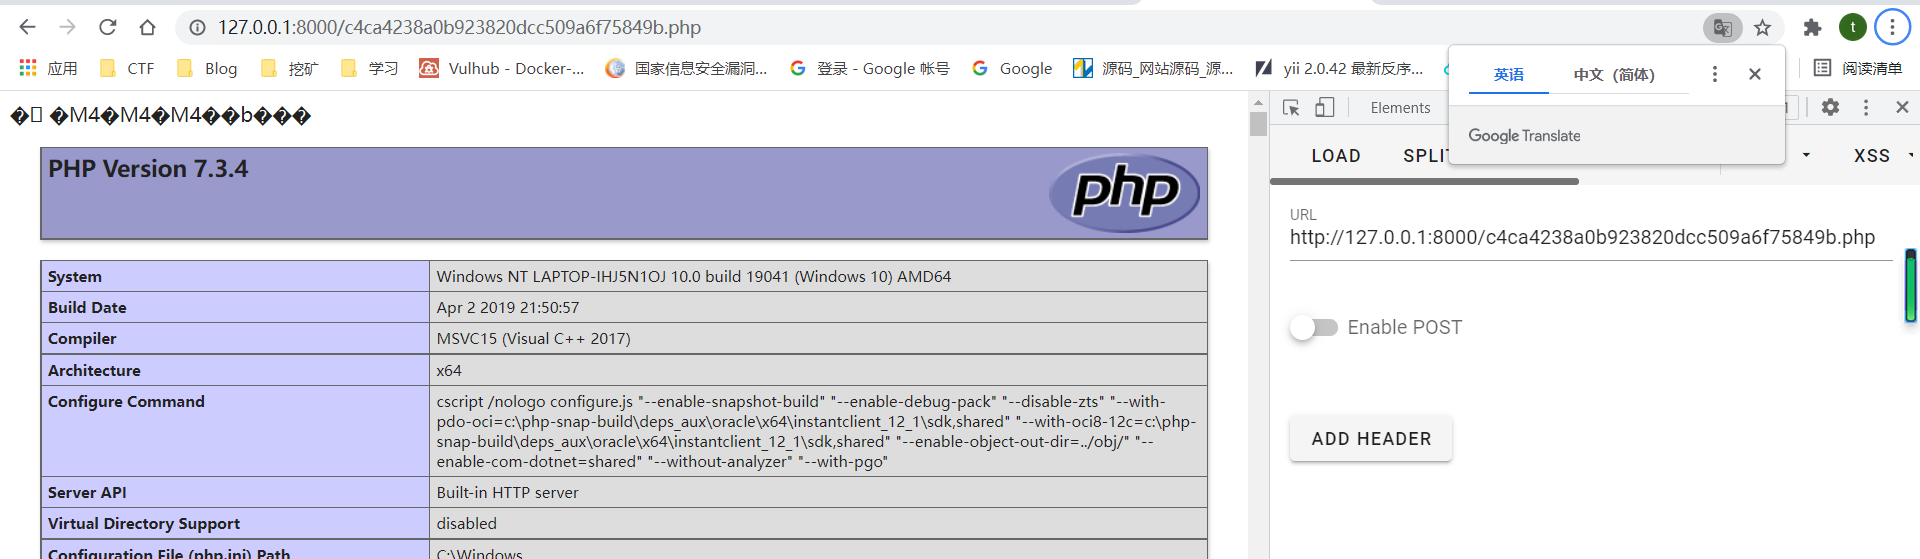 127.0.0.1:8000/c4ca4238a0b923820dcc509a6f75849b.php
t
应用 CTF Blog 挖矿 学习 Vulhub - Docker-... 国家信息安全漏洞... 登录 - Google 帐号 Google 源码_网站源码_源... yii 2.0.42 最新反序... 阅读清单
英语 中文（简体）
Google Translate
�M4�M4�M4��b���
Elements
LOAD SPLIT XSS
PHP Version 7.3.4
php
URL
http://127.0.0.1:8000/c4ca4238a0b923820dcc509a6f75849b.php
Enable POST
ADD HEADER
System Windows NT LAPTOP-IHJ5N1OJ 10.0 build 19041 (Windows 10) AMD64
Build Date Apr 2 2019 21:50:57
Compiler MSVC15 (Visual C++ 2017)
Architecture x64
Configure Command cscript /nologo configure.js "--enable-snapshot-build" "--enable-debug-pack" "--disable-zts" "--with-
pdo-oci=c:\php-snap-build\deps_aux\oracle\x64\instantclient_12_1\sdk,shared" "--with-oci8-12c=c:\php-
snap-build\deps_aux\oracle\x64\instantclient_12_1\sdk,shared" "--enable-object-out-dir=../obj/" "--
enable-com-dotnet=shared" "--without-analyzer" "--with-pgo"
Server API Built-in HTTP server
Virtual Directory Support disabled
Configuration File (php.ini) Path C:\Windows